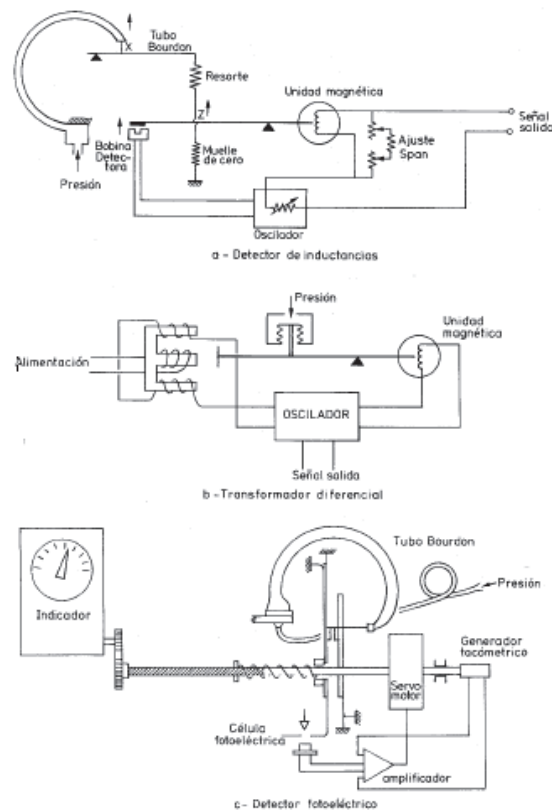 Tubo
Bourdon
X
Resorte
Unidad magnética
Señal
salida
Z
Bobina
Detec-
tora
Muelle
de cero
Ajuste
Span
Presión
Oscilador
a - Detector de inductancias
Presión
Unidad
magnética
Alimentación
OSCILADOR
Señal salida
b - Transformador diferencial
Tubo Bourdon
Presión
Indicador
Generador
tacométrico
Servo
motor
Célula
fotoeléctrica
amplificador
c - Detector fotoeléctrico